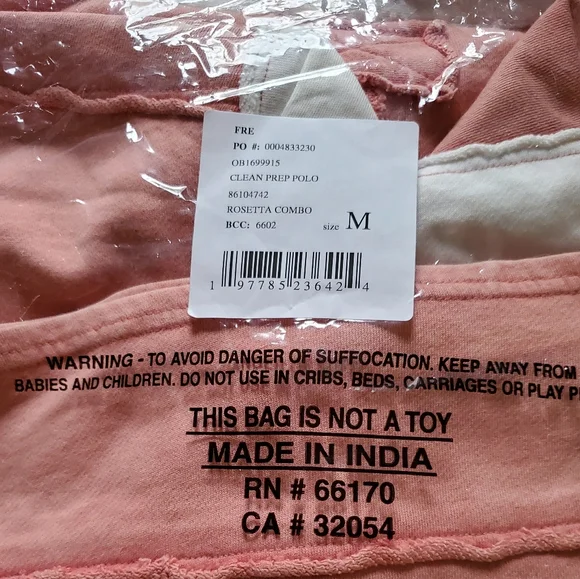 FRE
PO #: 0004833230
OB1699915
CLEAN PREP POLO
86104742
ROSETTA COMBO
BCC: 6602 size M
1 97785 23642 4
WARNING - TO AVOID DANGER OF SUFFOCATION. KEEP AWAY FROM
BABIES AND CHILDREN. DO NOT USE IN CRIBS, BEDS, CARRIAGES OR PLAY
THIS BAG IS NOT A TOY
MADE IN INDIA
RN # 66170
CA # 32054